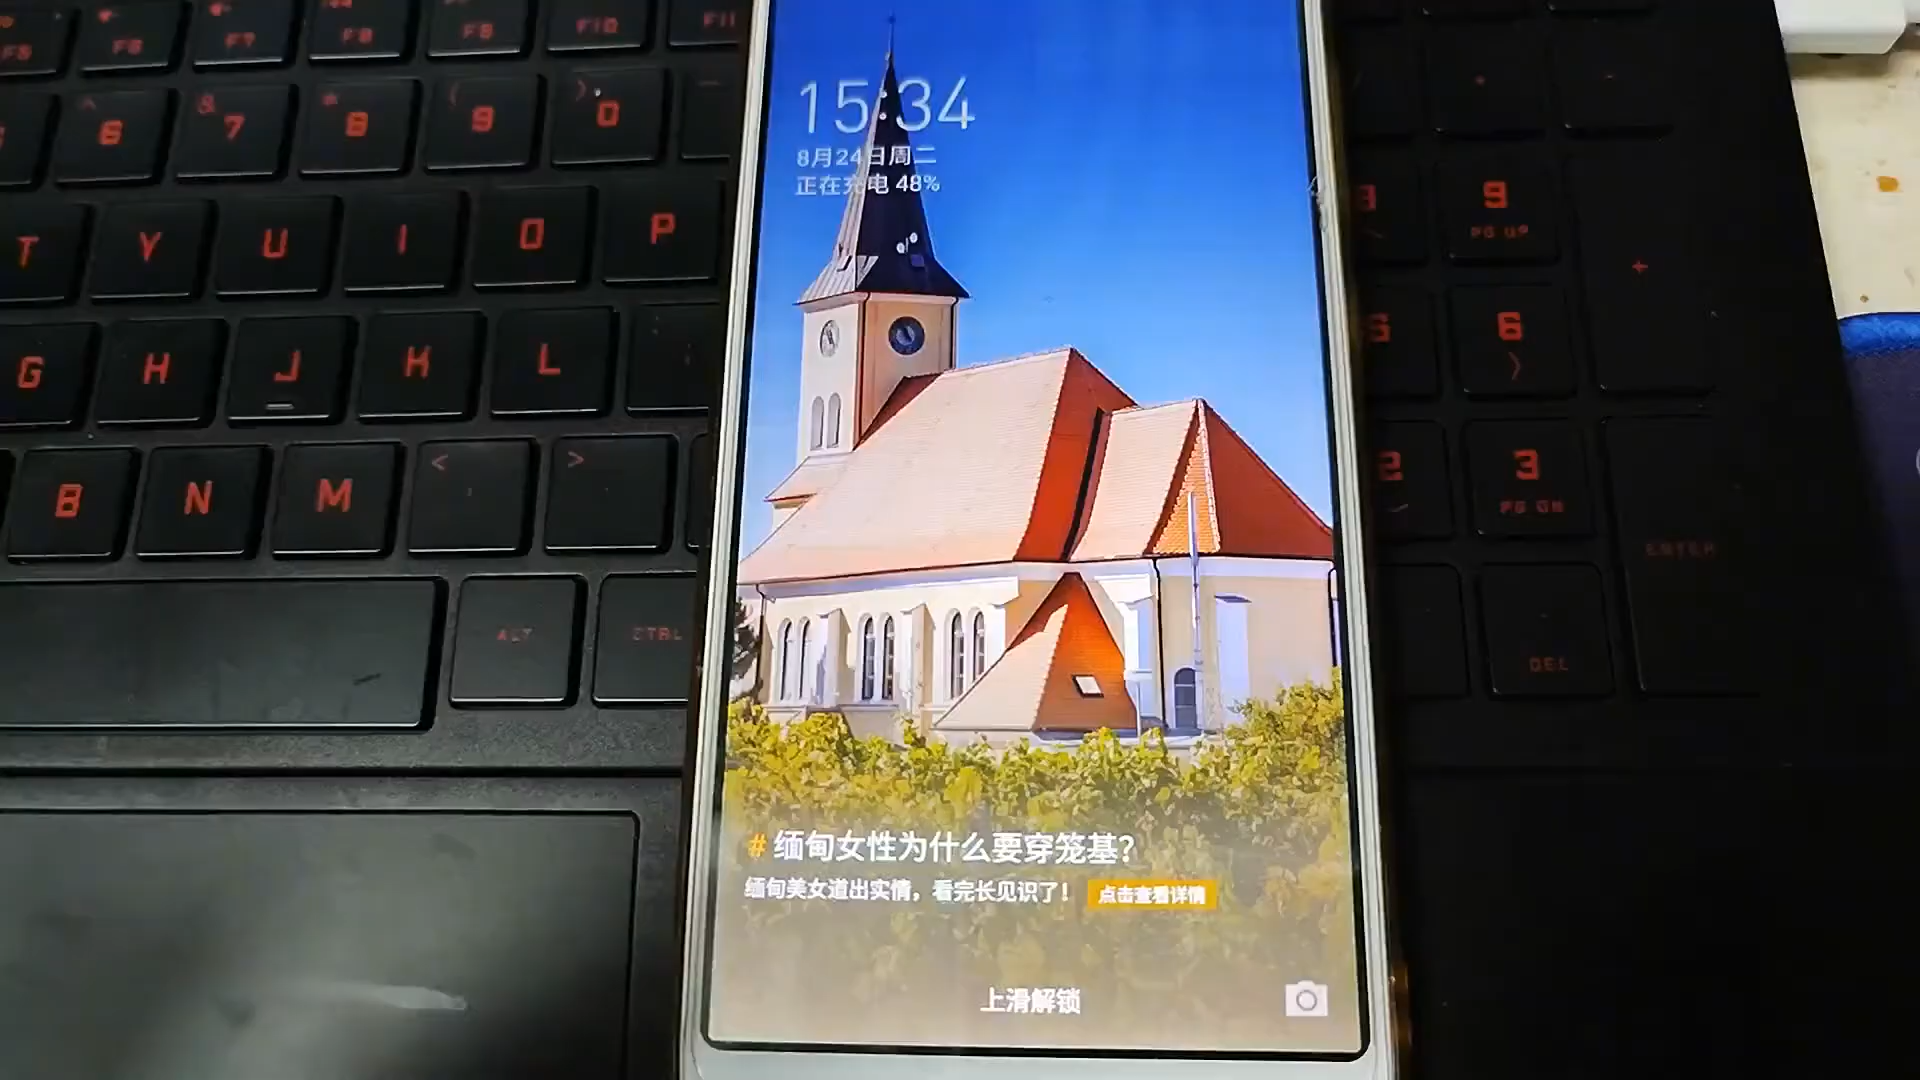 F5 F6 F7 F8 F9 F10 F11
^ 6 & 7 * 8 ( 9 ) 0
T Y U I O P
G H J K L
B N M < >
ALT CTRL
15:34
8月24日周二
正在充电 48%
#缅甸女性为什么要穿笼基?
缅甸美女道出实情，看完长见识了! 点击查看详情
上滑解锁
9
PG UP
+
6
2 3
PG DN
ENTER
DEL